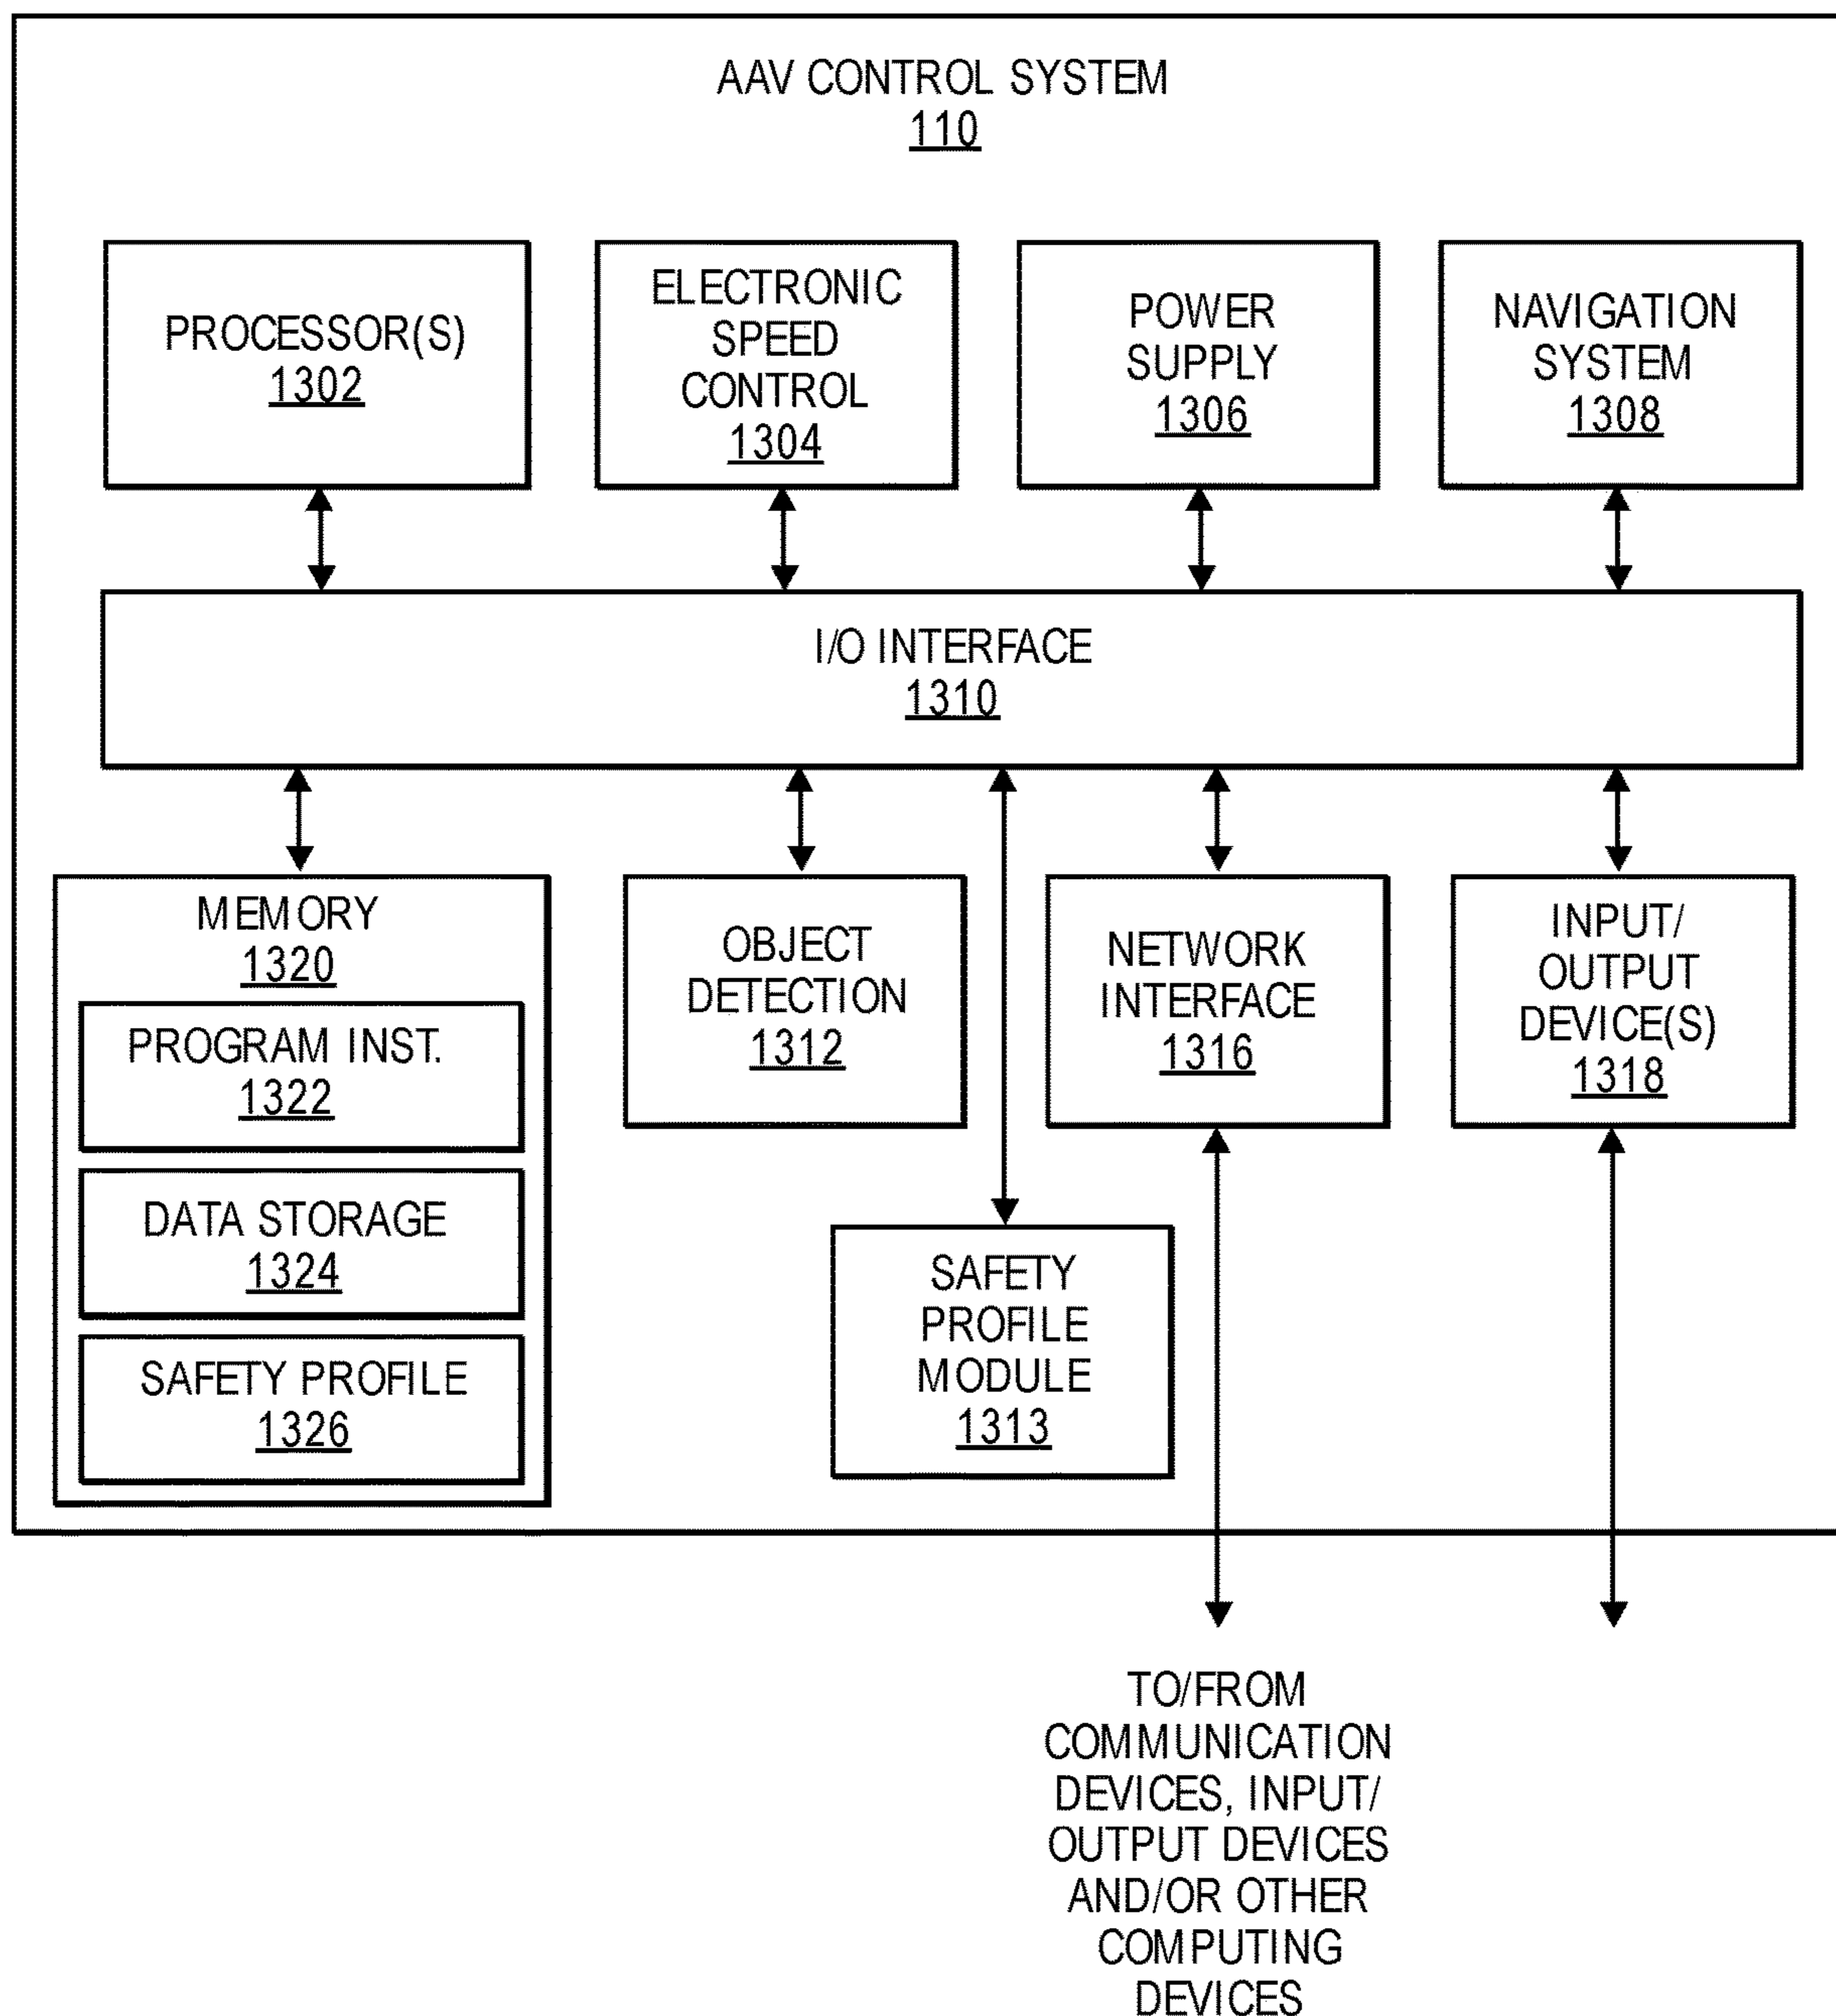 AAV CONTROL SYSTEM
110
PROCESSOR(S)
1302
ELECTRONIC
SPEED
CONTROL
1304
POWER
SUPPLY
1306
NAVIGATION
SYSTEM
1308
I/O INTERFACE
1310
MEMORY
1320
PROGRAM INST.
1322
DATA STORAGE
1324
SAFETY PROFILE
1326
OBJECT
DETECTION
1312
SAFETY
PROFILE
MODULE
1313
NETWORK
INTERFACE
1316
INPUT/
OUTPUT
DEVICE(S)
1318
TO/FROM
COMMUNICATION
DEVICES, INPUT/
OUTPUT DEVICES
AND/OR OTHER
COMPUTING
DEVICES